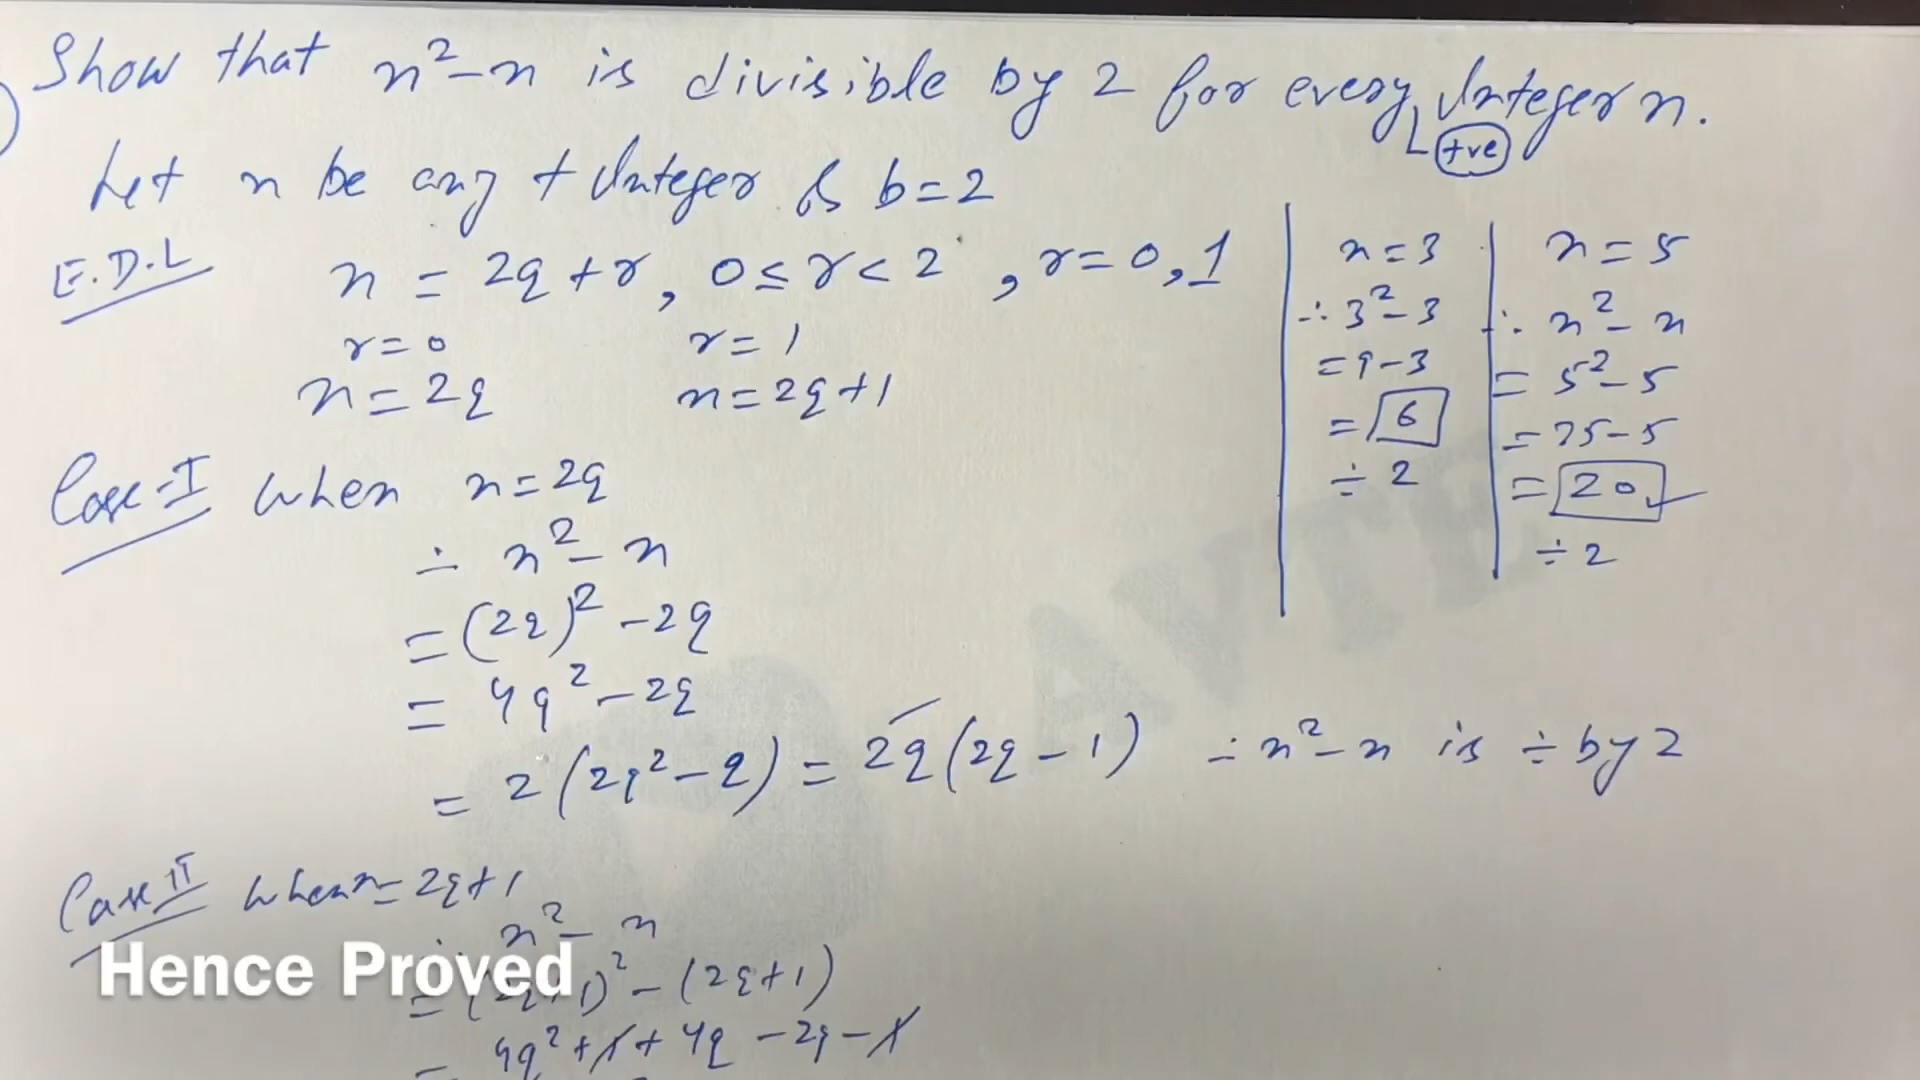 Show that n²-n is divisible by 2 for every +ve Integer n.
Let n be any + Integer & b=2
E.D.L n = 2q+r, 0≤r<2, r=0,1
r=0 r=1
n=2q n=2q+1
n=3
∴ 3²-3
=9-3
=6
÷2
n=5
∴ n²-n
= 5²-5
=25-5
=20
÷2
Case-I when n=2q
∴ n²-n
=(2q)²-2q
= 4q²-2q
= 2(2q²-q) = 2q(2q-1) ∴ n²-n is ÷ by 2
Case II when n=2q+1
∴ n²-n
Hence Proved
= (2q+1)²-(2q+1)
= 4q²+1+4q-2q-1